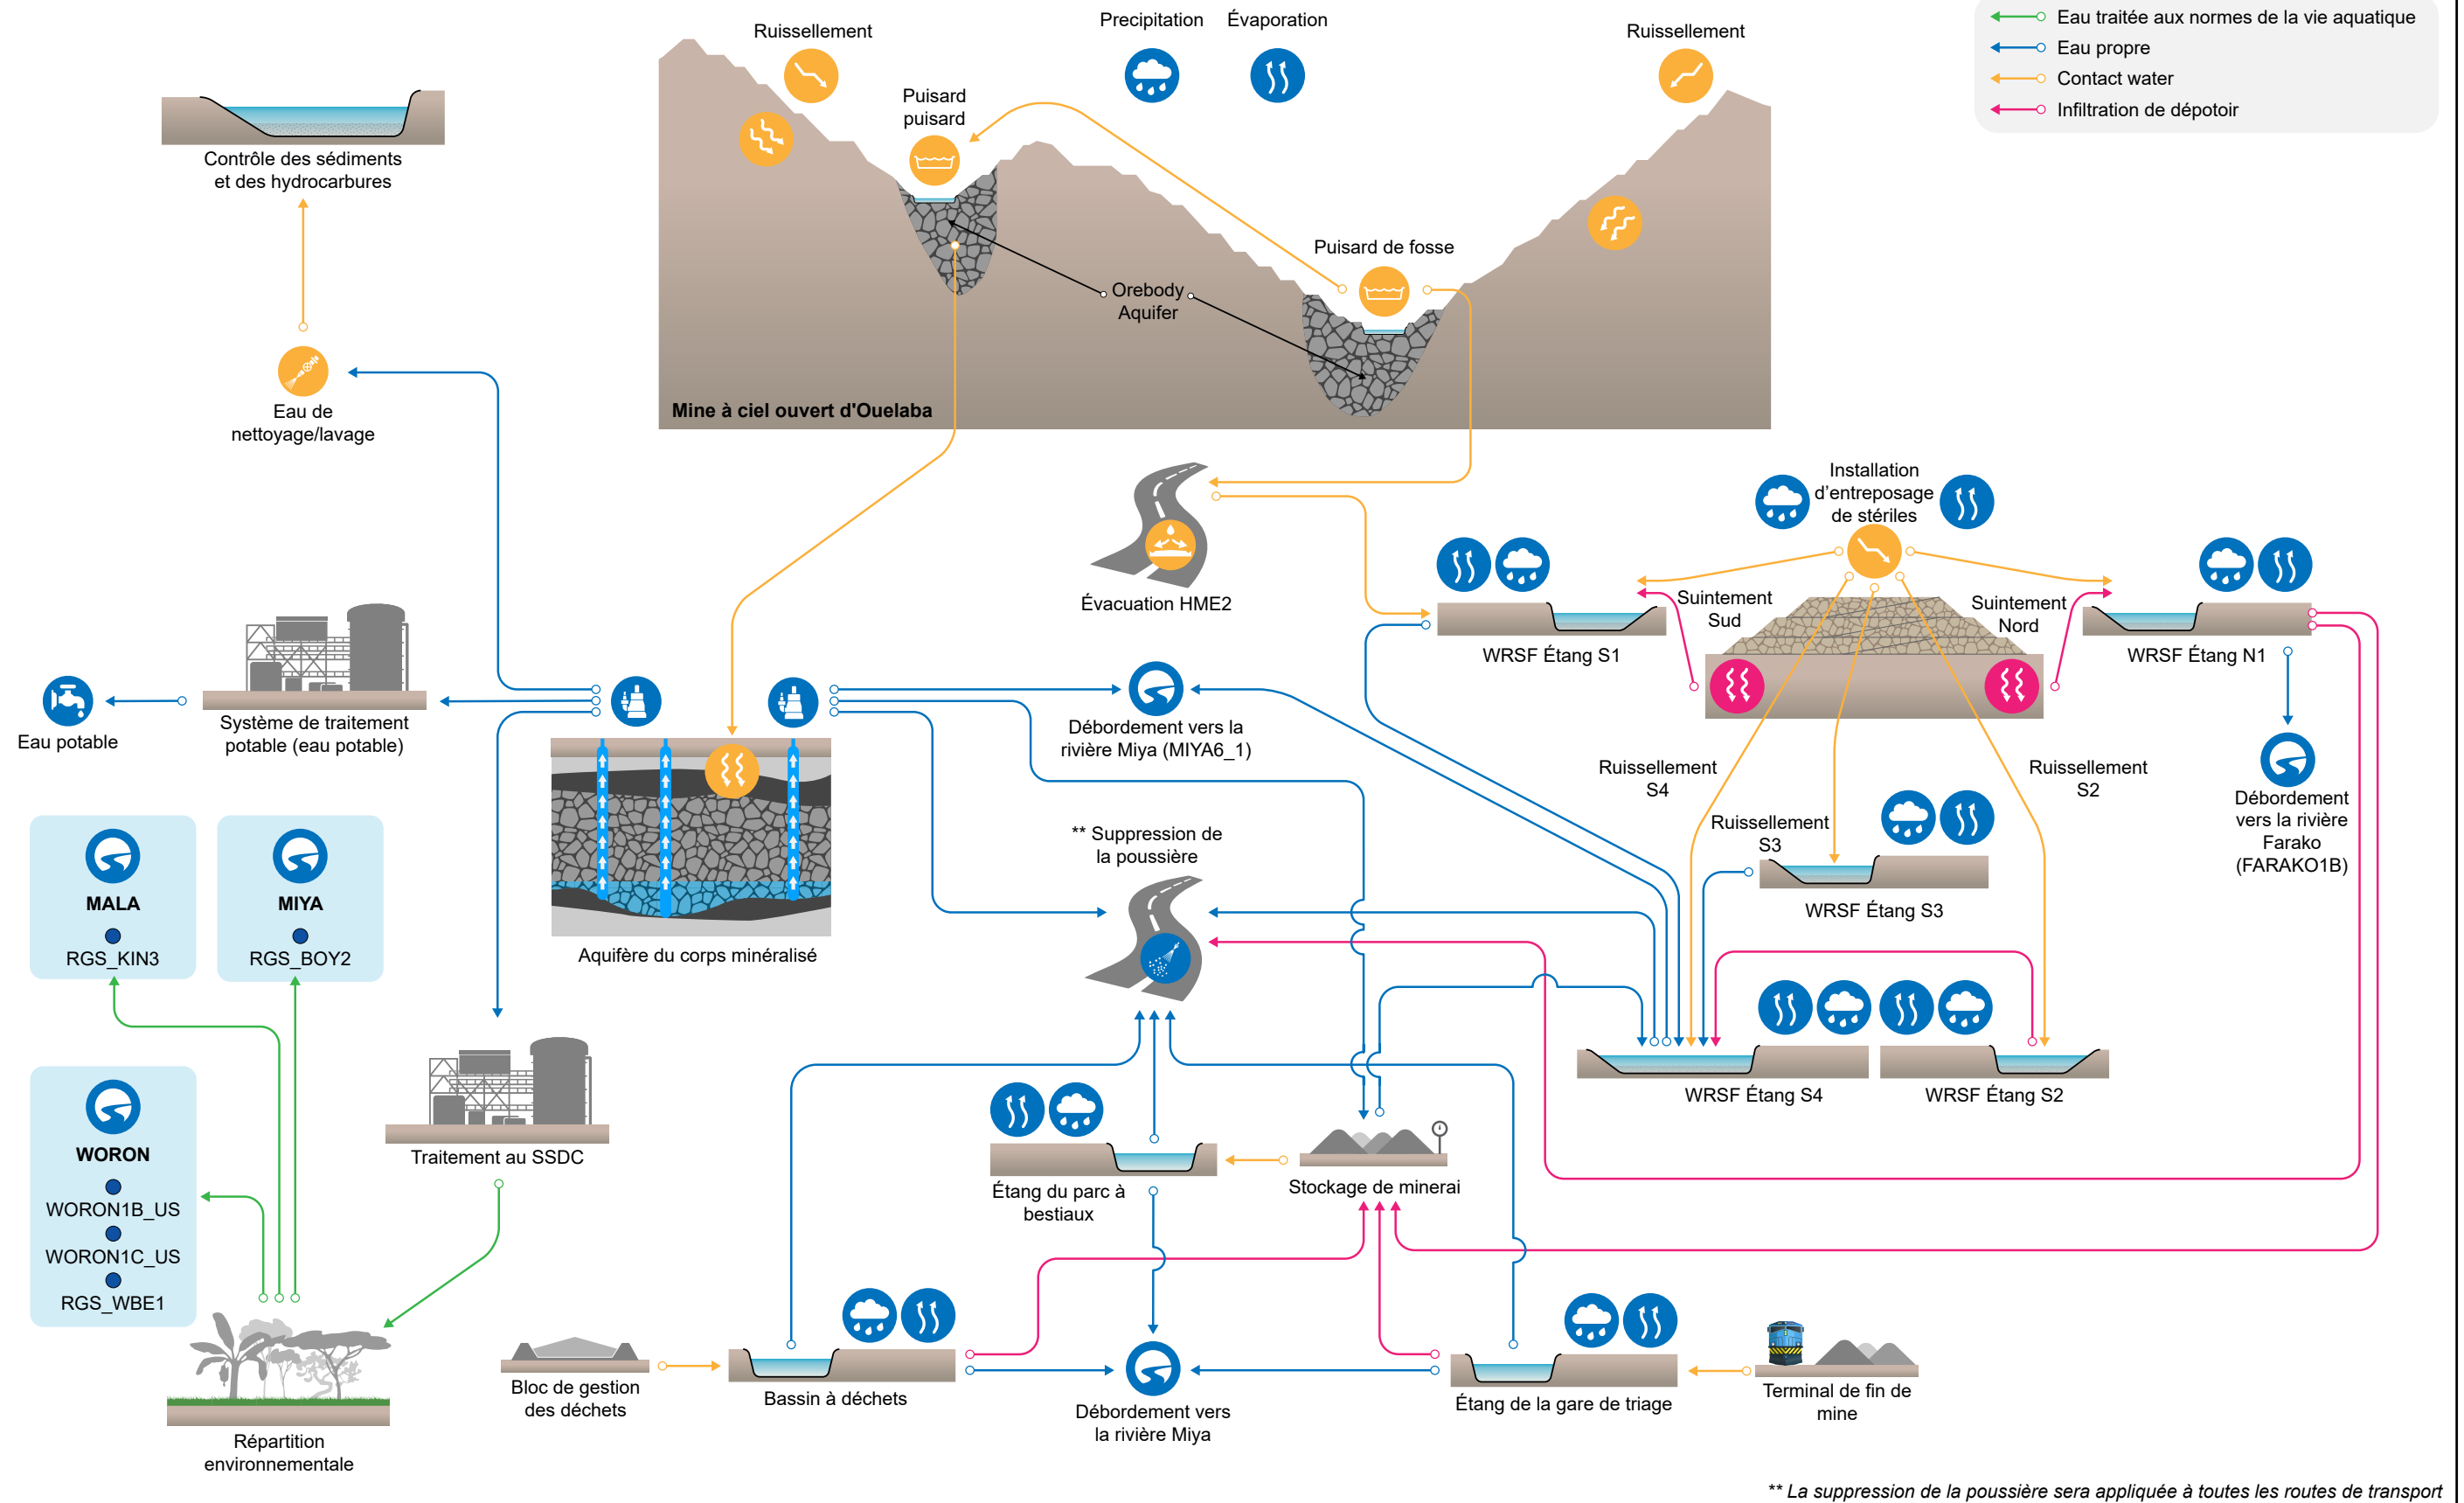 Precipitation
Évaporation
Ruissellement
Ruissellement
Eau traitée aux normes de la vie aquatique
Eau propre
Contact water
Infiltration de dépotoir
Puisard
puisard
Contrôle des sédiments
et des hydrocarbures
Puisard de fosse
Orebody
Aquifer
Mine à ciel ouvert d'Ouelaba
Eau de
nettoyage/lavage
Installation
d'entreposage
de stériles
Évacuation HME2
Suintement
Sud
Suintement
Nord
WRSF Étang S1
WRSF Étang N1
Système de traitement
potable (eau potable)
Eau potable
Débordement vers la
rivière Miya (MIYA6_1)
Ruissellement
S4
Ruissellement
S2
Ruissellement
S3
Débordement
vers la rivière
Farako
(FARAKO1B)
** Suppression de
la poussière
MALA
RGS_KIN3
MIYA
RGS_BOY2
WRSF Étang S3
Aquifère du corps minéralisé
WRSF Étang S4
WRSF Étang S2
WORON
WORON1B_US
WORON1C_US
RGS_WBE1
Traitement au SSDC
Étang du parc à
bestiaux
Stockage de minerai
Bloc de gestion
des déchets
Bassin à déchets
Débordement vers
la rivière Miya
Étang de la gare de triage
Terminal de fin de
mine
Répartition
environnementale
** La suppression de la poussière sera appliquée à toutes les routes de transport